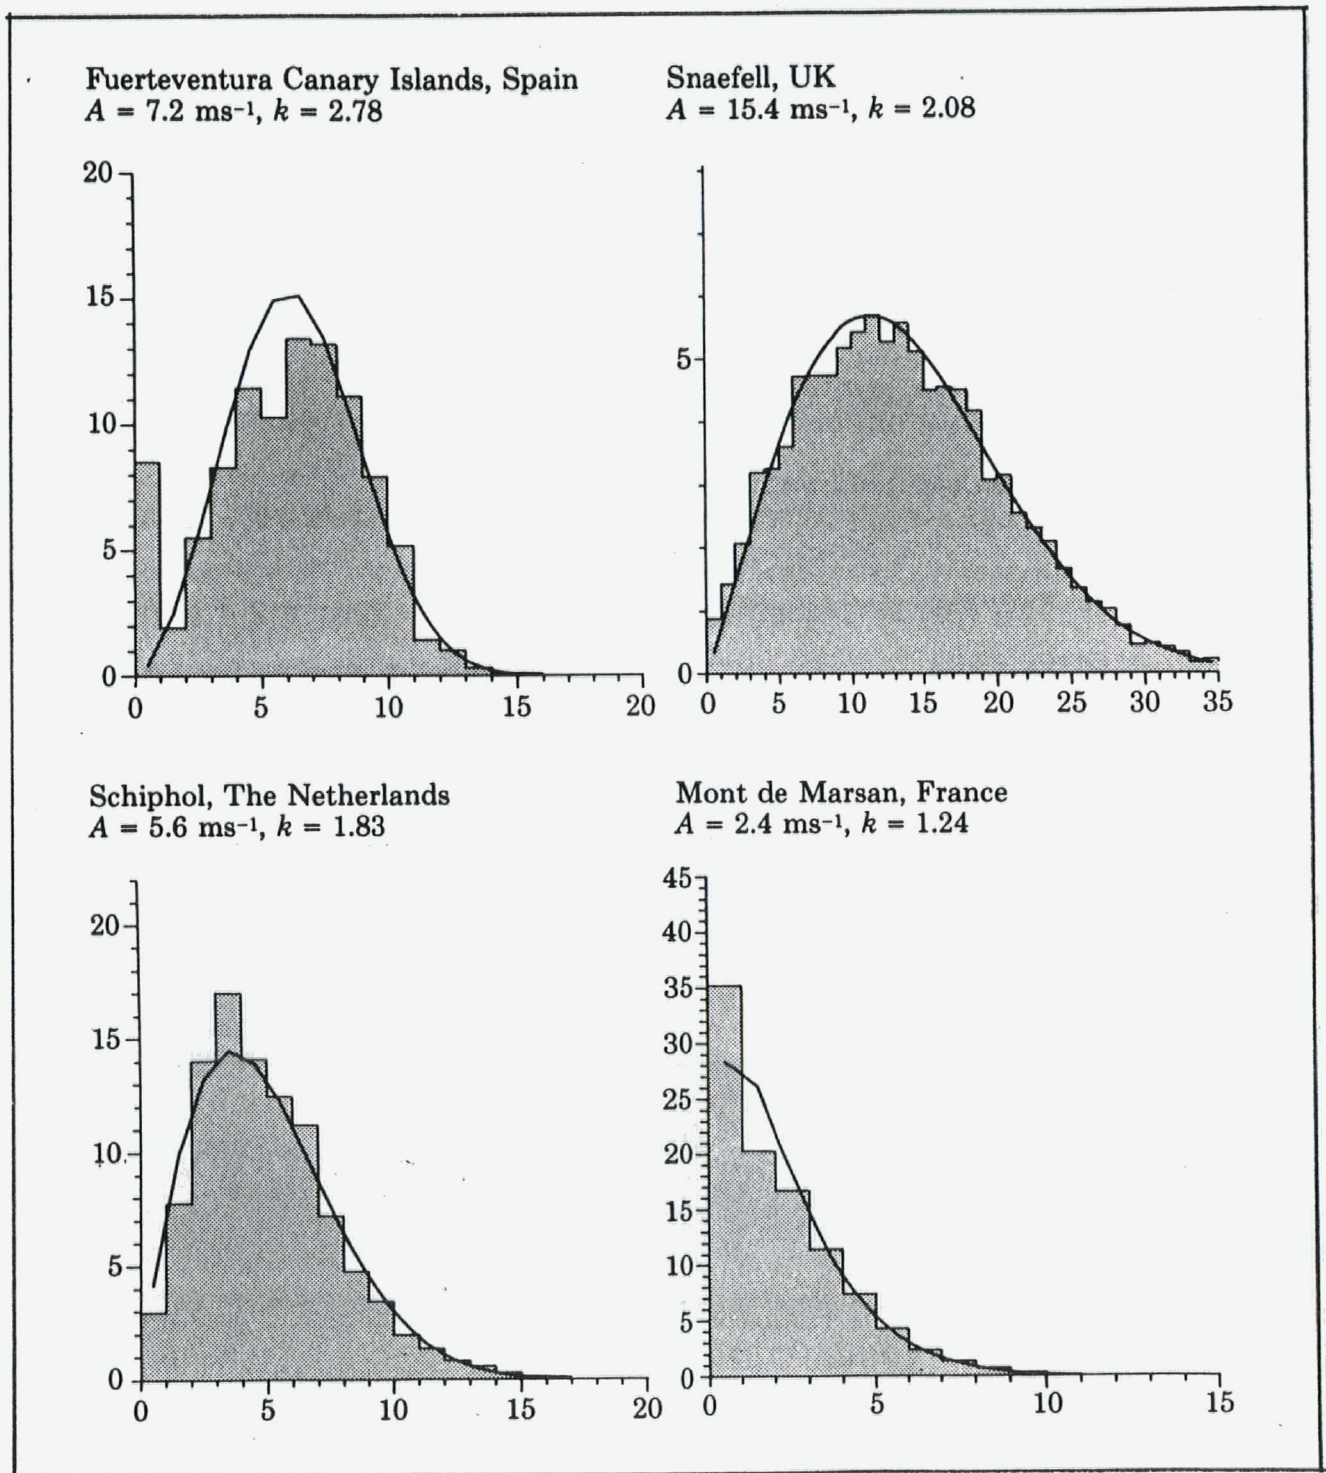 Fuerteventura Canary Islands, Spain
A = 7.2 ms⁻¹, k = 2.78
20
15
10
5
0
0 5 10 15 20
Snaefell, UK
A = 15.4 ms⁻¹, k = 2.08
5
0
0 5 10 15 20 25 30 35
Schiphol, The Netherlands
A = 5.6 ms⁻¹, k = 1.83
20
15
10
5
0
0 5 10 15 20
Mont de Marsan, France
A = 2.4 ms⁻¹, k = 1.24
45
40
35
30
25
20
15
10
5
0
0 5 10 15